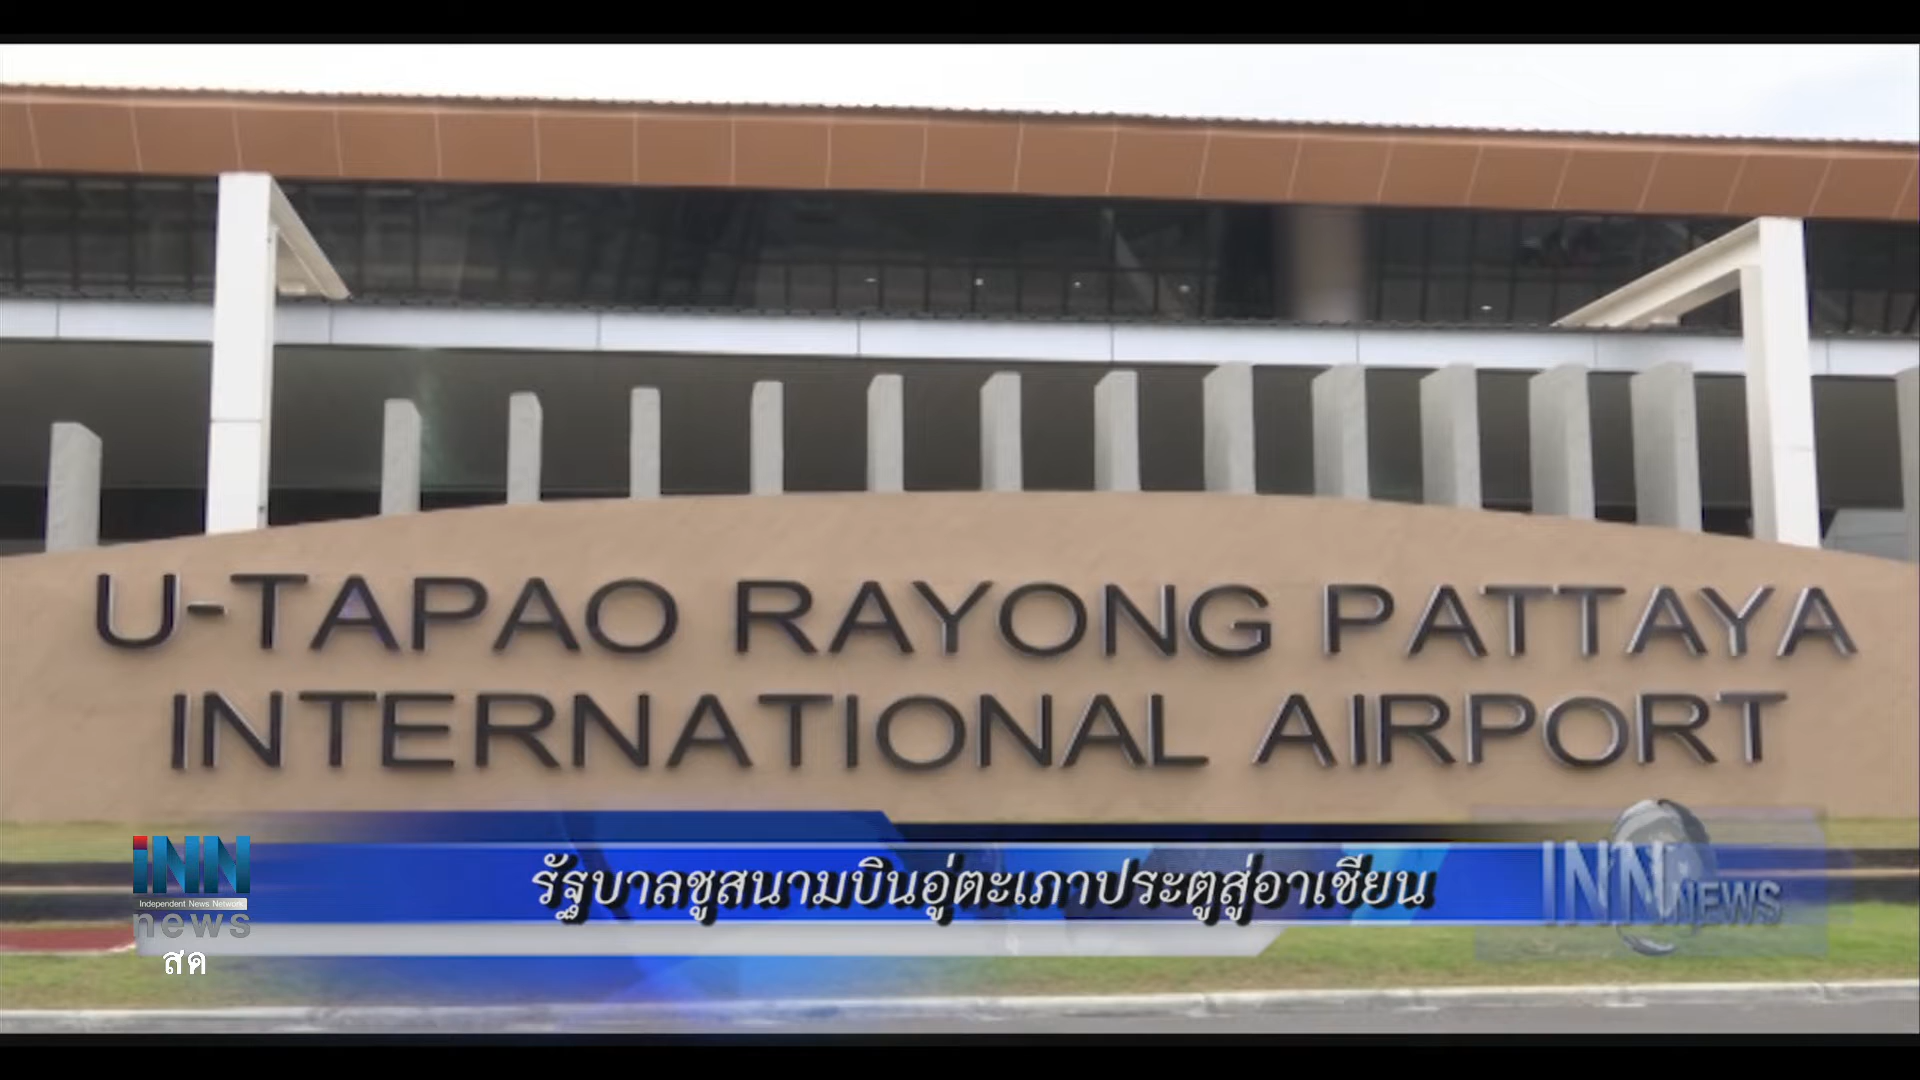 U-TAPAO RAYONG PATTAYA
INTERNATIONAL AIRPORT
รัฐบาลชูสนามบินอู่ตะเภาประตูสู่อาเซียน
iNN
Independent News Network
news
สด
INN NEWS